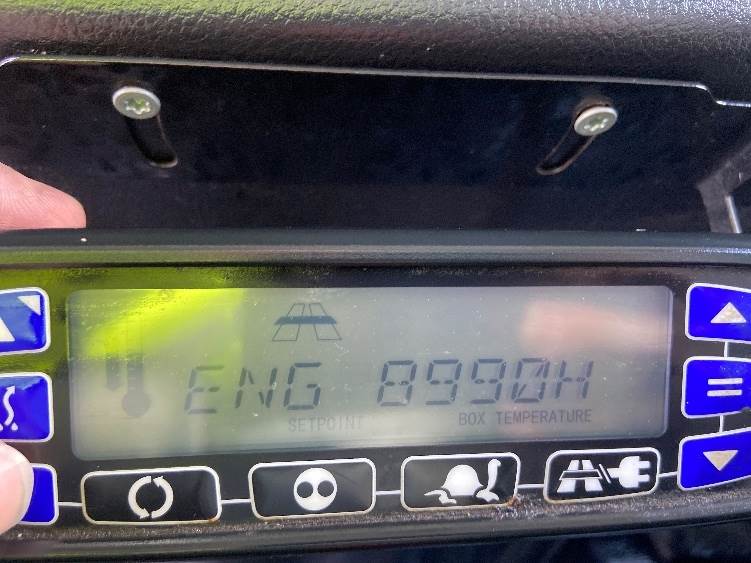 ENG 8990H
SETPOINT BOX TEMPERATURE